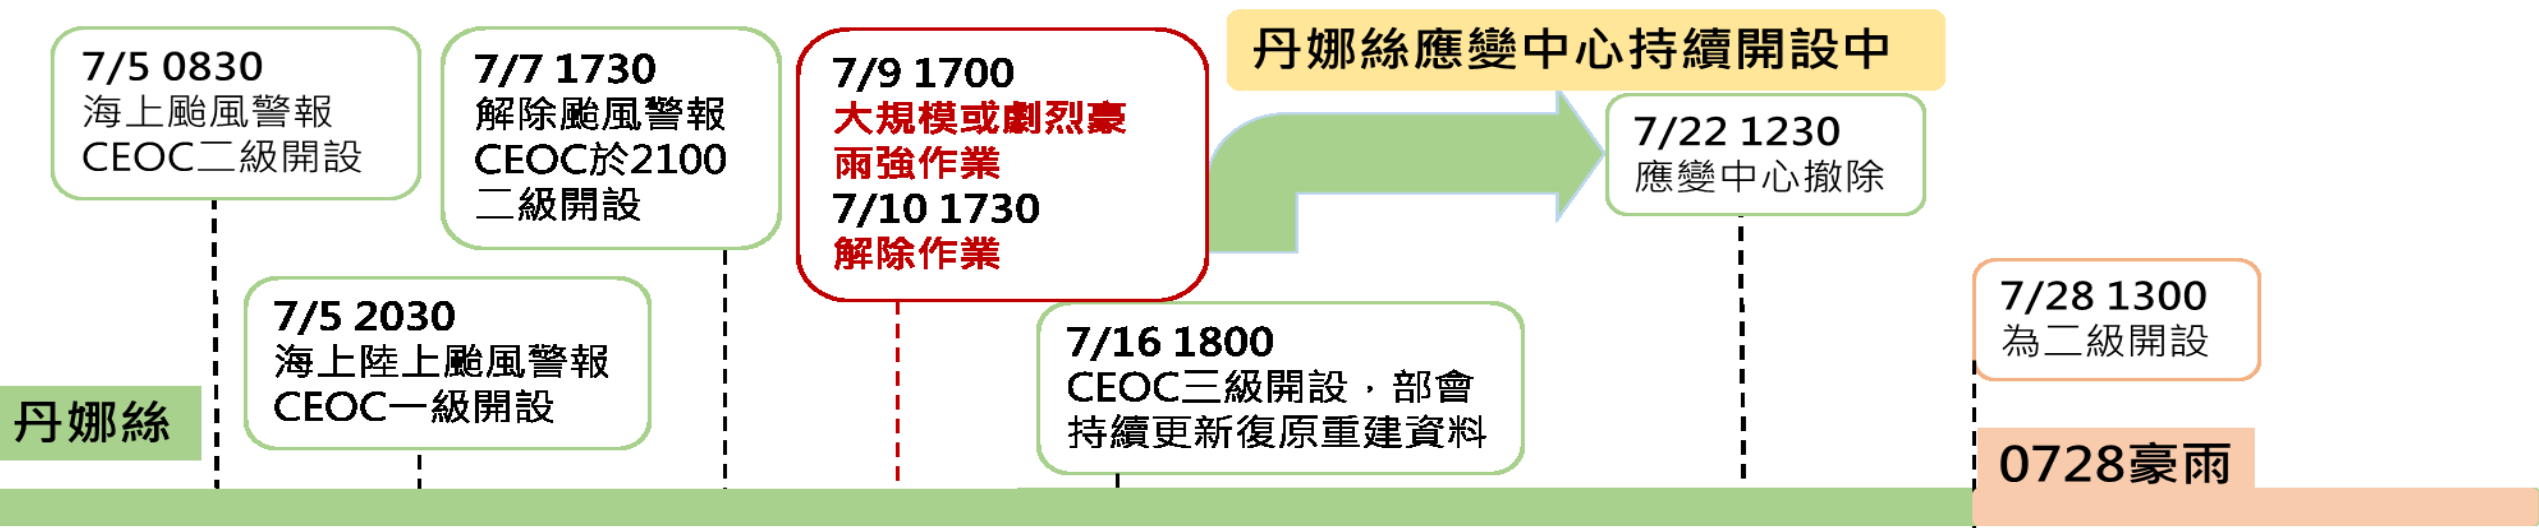 7/5 0830
海上颱風警報
CEOC二級開設
7/7 1730
解除颱風警報
CEOC於2100
二級開設
7/9 1700
大規模或劇烈豪
雨強作業
7/10 1730
解除作業
丹娜絲應變中心持續開設中
7/22 1230
應變中心撤除
7/5 2030
海上陸上颱風警報
CEOC一級開設
7/16 1800
CEOC三級開設，部會
持續更新復原重建資料
7/28 1300
為二級開設
丹娜絲
0728豪雨